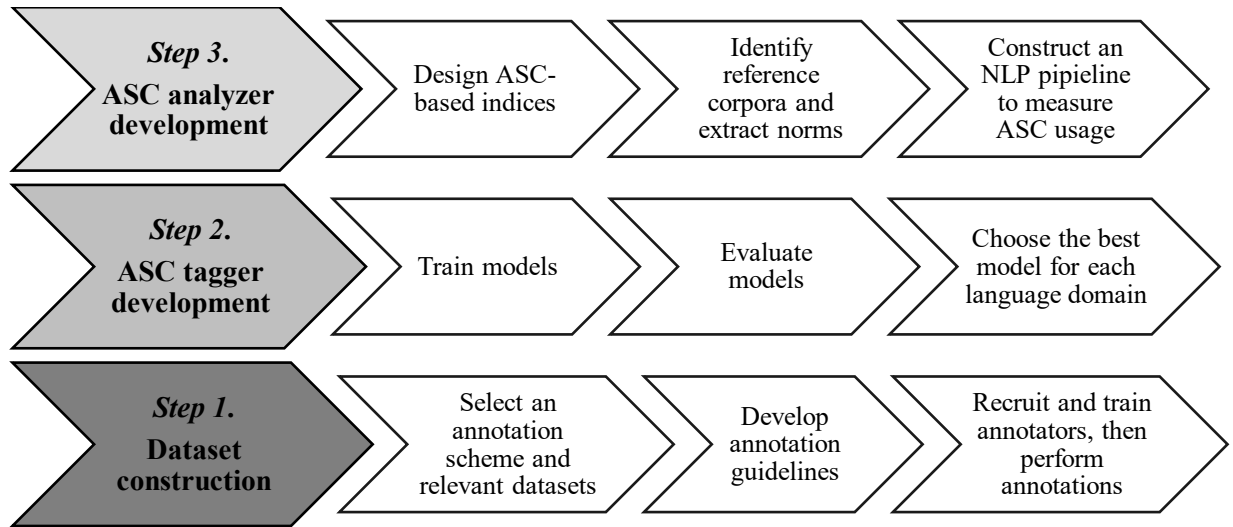 Step 3.
ASC analyzer
development
Design ASC-
based indices
Identify
reference
corpora and
extract norms
Construct an
NLP pipieline
to measure
ASC usage
Step 2.
ASC tagger
development
Train models
Evaluate
models
Choose the best
model for each
language domain
Step 1.
Dataset
construction
Select an
annotation
scheme and
relevant datasets
Develop
annotation
guidelines
Recruit and train
annotators, then
perform
annotations